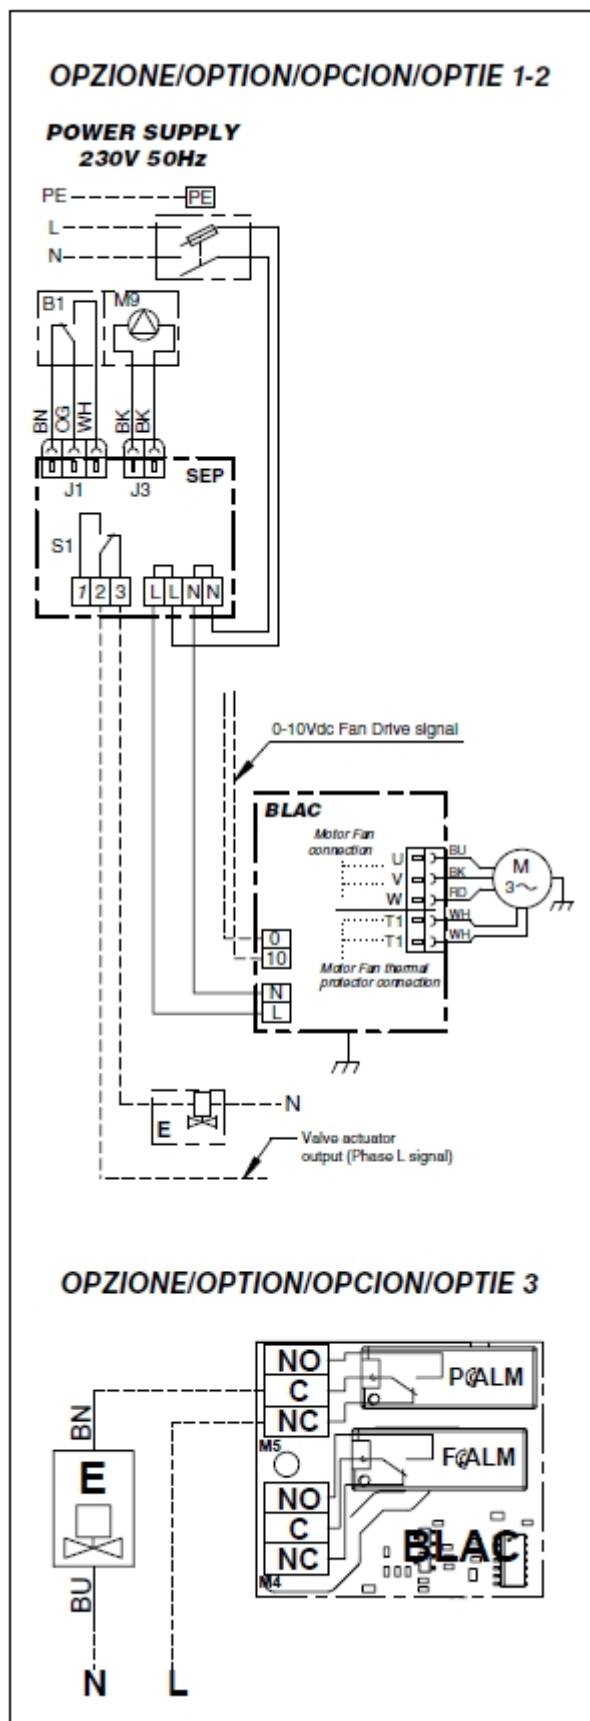 OPZIONE/OPTION/OPCION/OPTIE 1-2
POWER SUPPLY
230V 50Hz
PE
PE
L
N
B1
M9
BN
OG
WH
BK
BK
SEP
J1
J3
S1
1 2 3 L L N N
0-10Vdc Fan Drive signal
BLAC
Motor Fan
connection
U
BU
V
BK
W
RD
T1
WH
T1
WH
M
3~
0
10
Motor Fan thermal
protector connection
N
L
N
E
Valve actuator
output (Phase L signal)
OPZIONE/OPTION/OPCION/OPTIE 3
NO
C
NC
P@ALM
M5
BN
E
BU
NO
C
NC
F@ALM
M4
BLAC
N
L